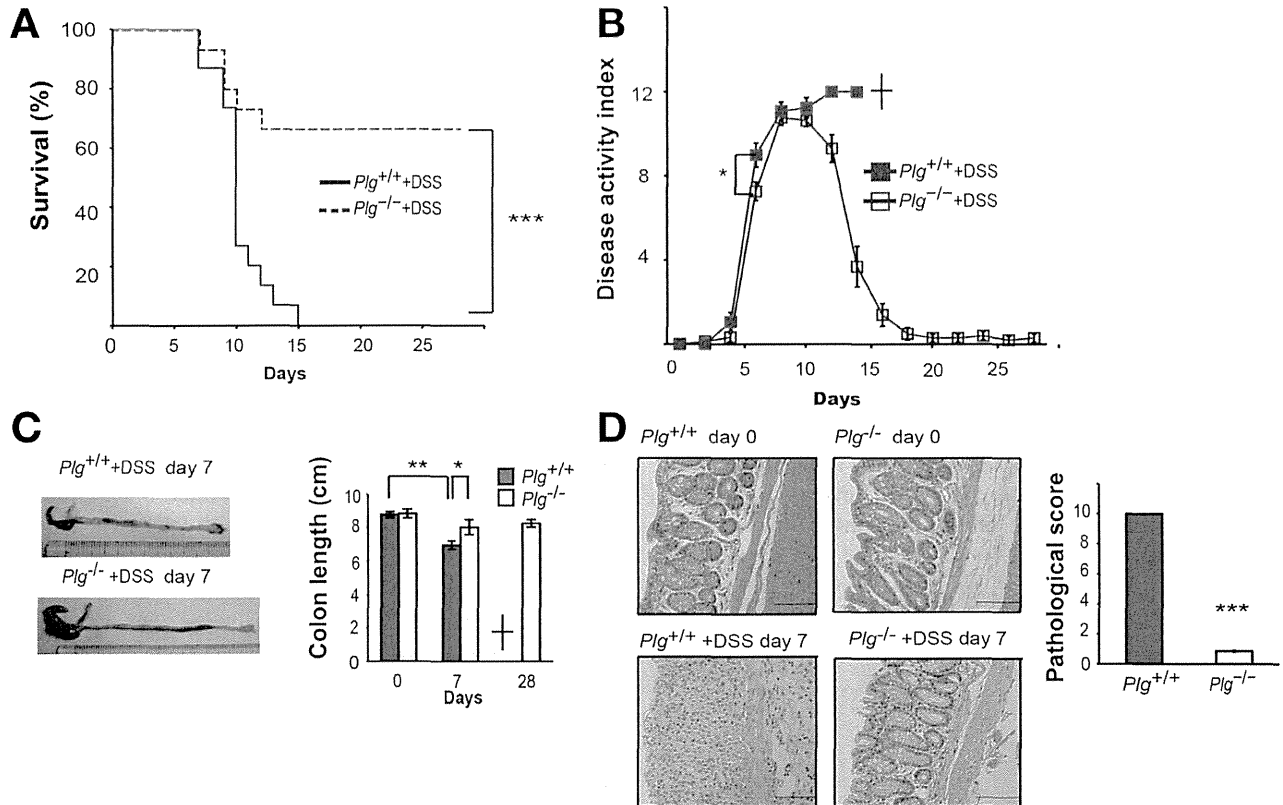 A
Survival (%)
100
80
60
40
20
0 5 10 15 20 25
Days
Plg+/++DSS
Plg−/−+DSS
***
B
Disease activity index
12
8
4
0 5 10 15 20 25
Days
*
Plg+/++DSS
Plg−/−+DSS
C
Plg+/++DSS day 7
Plg-/- +DSS day 7
Colon length (cm)
10
8
6
4
2
0
0 7 28
Days
** *
Plg+/+
Plg-/-
D
Plg+/+ day 0
Plg-/- day 0
Plg+/+ +DSS day 7
Plg-/- +DSS day 7
Pathological score
10
8
6
4
2
0
***
Plg+/+
Plg−/−